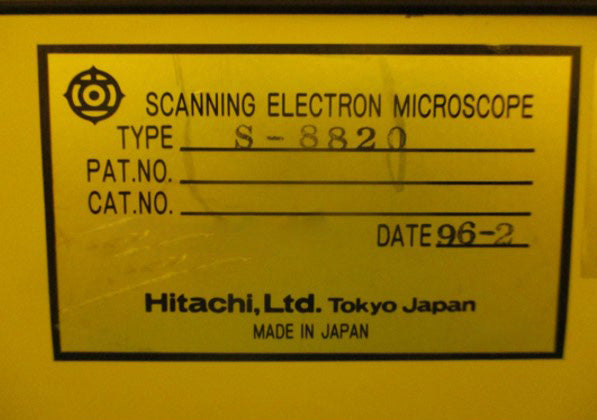 SCANNING ELECTRON MICROSCOPE
TYPE S-8820
PAT.NO.
CAT.NO.
DATE 96-2
Hitachi, Ltd. Tokyo Japan
MADE IN JAPAN